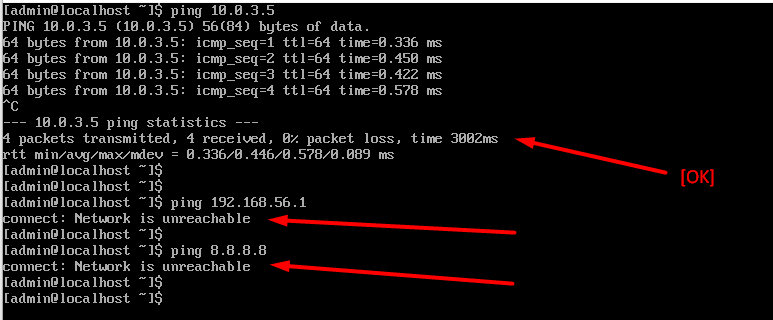 [admin@localhost ~]$ ping 10.0.3.5
PING 10.0.3.5 (10.0.3.5) 56(84) bytes of data.
64 bytes from 10.0.3.5: icmp_seq=1 ttl=64 time=0.336 ms
64 bytes from 10.0.3.5: icmp_seq=2 ttl=64 time=0.450 ms
64 bytes from 10.0.3.5: icmp_seq=3 ttl=64 time=0.422 ms
64 bytes from 10.0.3.5: icmp_seq=4 ttl=64 time=0.578 ms
^C
--- 10.0.3.5 ping statistics ---
4 packets transmitted, 4 received, 0% packet loss, time 3002ms
rtt min/avg/max/mdev = 0.336/0.446/0.578/0.089 ms
[admin@localhost ~]$
[OK]
[admin@localhost ~]$
[admin@localhost ~]$ ping 192.168.56.1
connect: Network is unreachable
[admin@localhost ~]$
[admin@localhost ~]$ ping 8.8.8.8
connect: Network is unreachable
[admin@localhost ~]$
[admin@localhost ~]$